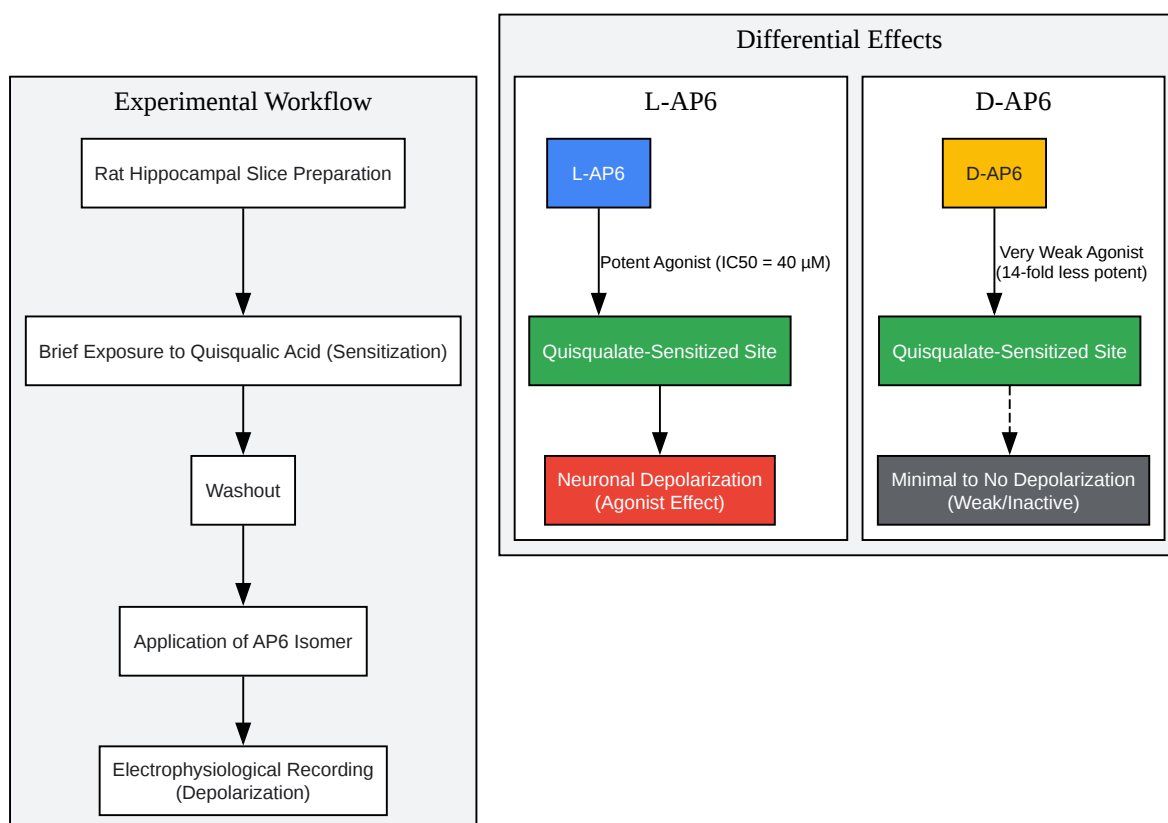 Experimental Workflow
Rat Hippocampal Slice Preparation
Brief Exposure to Quisqualic Acid (Sensitization)
Washout
Application of AP6 Isomer
Electrophysiological Recording
(Depolarization)
Differential Effects
L-AP6
L-AP6
Potent Agonist (IC50 = 40 µM)
Quisqualate-Sensitized Site
Neuronal Depolarization
(Agonist Effect)
D-AP6
D-AP6
Very Weak Agonist
(14-fold less potent)
Quisqualate-Sensitized Site
Minimal to No Depolarization
(Weak/Inactive)